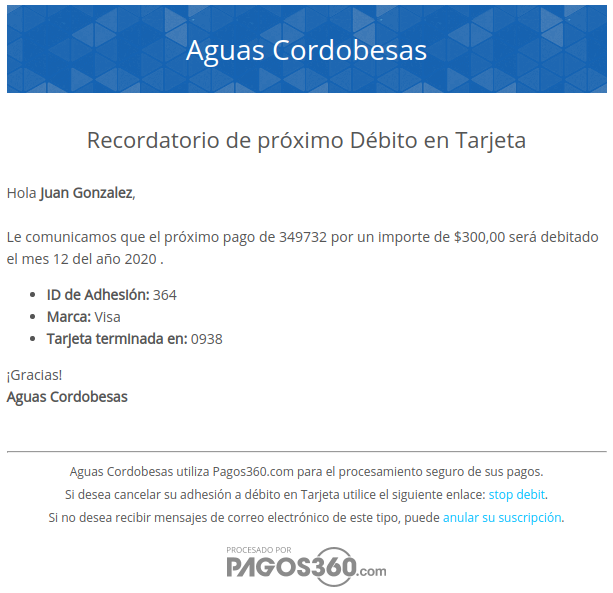 Aguas Cordobesas
Recordatorio de próximo Débito en Tarjeta
Hola Juan Gonzalez,
Le comunicamos que el próximo pago de 349732 por un importe de $300,00 será debitado
el mes 12 del año 2020 .
• ID de Adhesión: 364
• Marca: Visa
• Tarjeta terminada en: 0938
¡Gracias!
Aguas Cordobesas
Aguas Cordobesas utiliza Pagos360.com para el procesamiento seguro de sus pagos.
Si desea cancelar su adhesión a débito en Tarjeta utilice el siguiente enlace: stop debit.
Si no desea recibir mensajes de correo electrónico de este tipo, puede anular su suscripción.
PROCESADO POR
PAGOS360.com